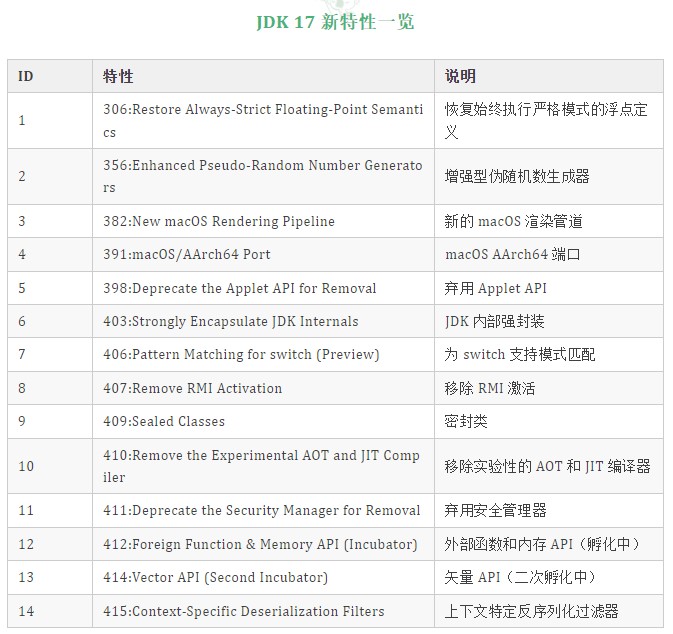 JDK 17 新特性一览
ID 特性 说明
1 306:Restore Always-Strict Floating-Point Semanti
cs 恢复始终执行严格模式的浮点定
义
2 356:Enhanced Pseudo-Random Number Generato
rs 增强型伪随机数生成器
3 382:New macOS Rendering Pipeline 新的 macOS 渲染管道
4 391:macOS/AArch64 Port macOS AArch64 端口
5 398:Deprecate the Applet API for Removal 弃用 Applet API
6 403:Strongly Encapsulate JDK Internals JDK 内部强封装
7 406:Pattern Matching for switch (Preview) 为 switch 支持模式匹配
8 407:Remove RMI Activation 移除 RMI 激活
9 409:Sealed Classes 密封类
10 410:Remove the Experimental AOT and JIT Comp
iler 移除实验性的 AOT 和 JIT 编译器
11 411:Deprecate the Security Manager for Removal 弃用安全管理器
12 412:Foreign Function & Memory API (Incubator) 外部函数和内存 API（孵化中）
13 414:Vector API (Second Incubator) 矢量 API（二次孵化中）
14 415:Context-Specific Deserialization Filters 上下文特定反序列化过滤器